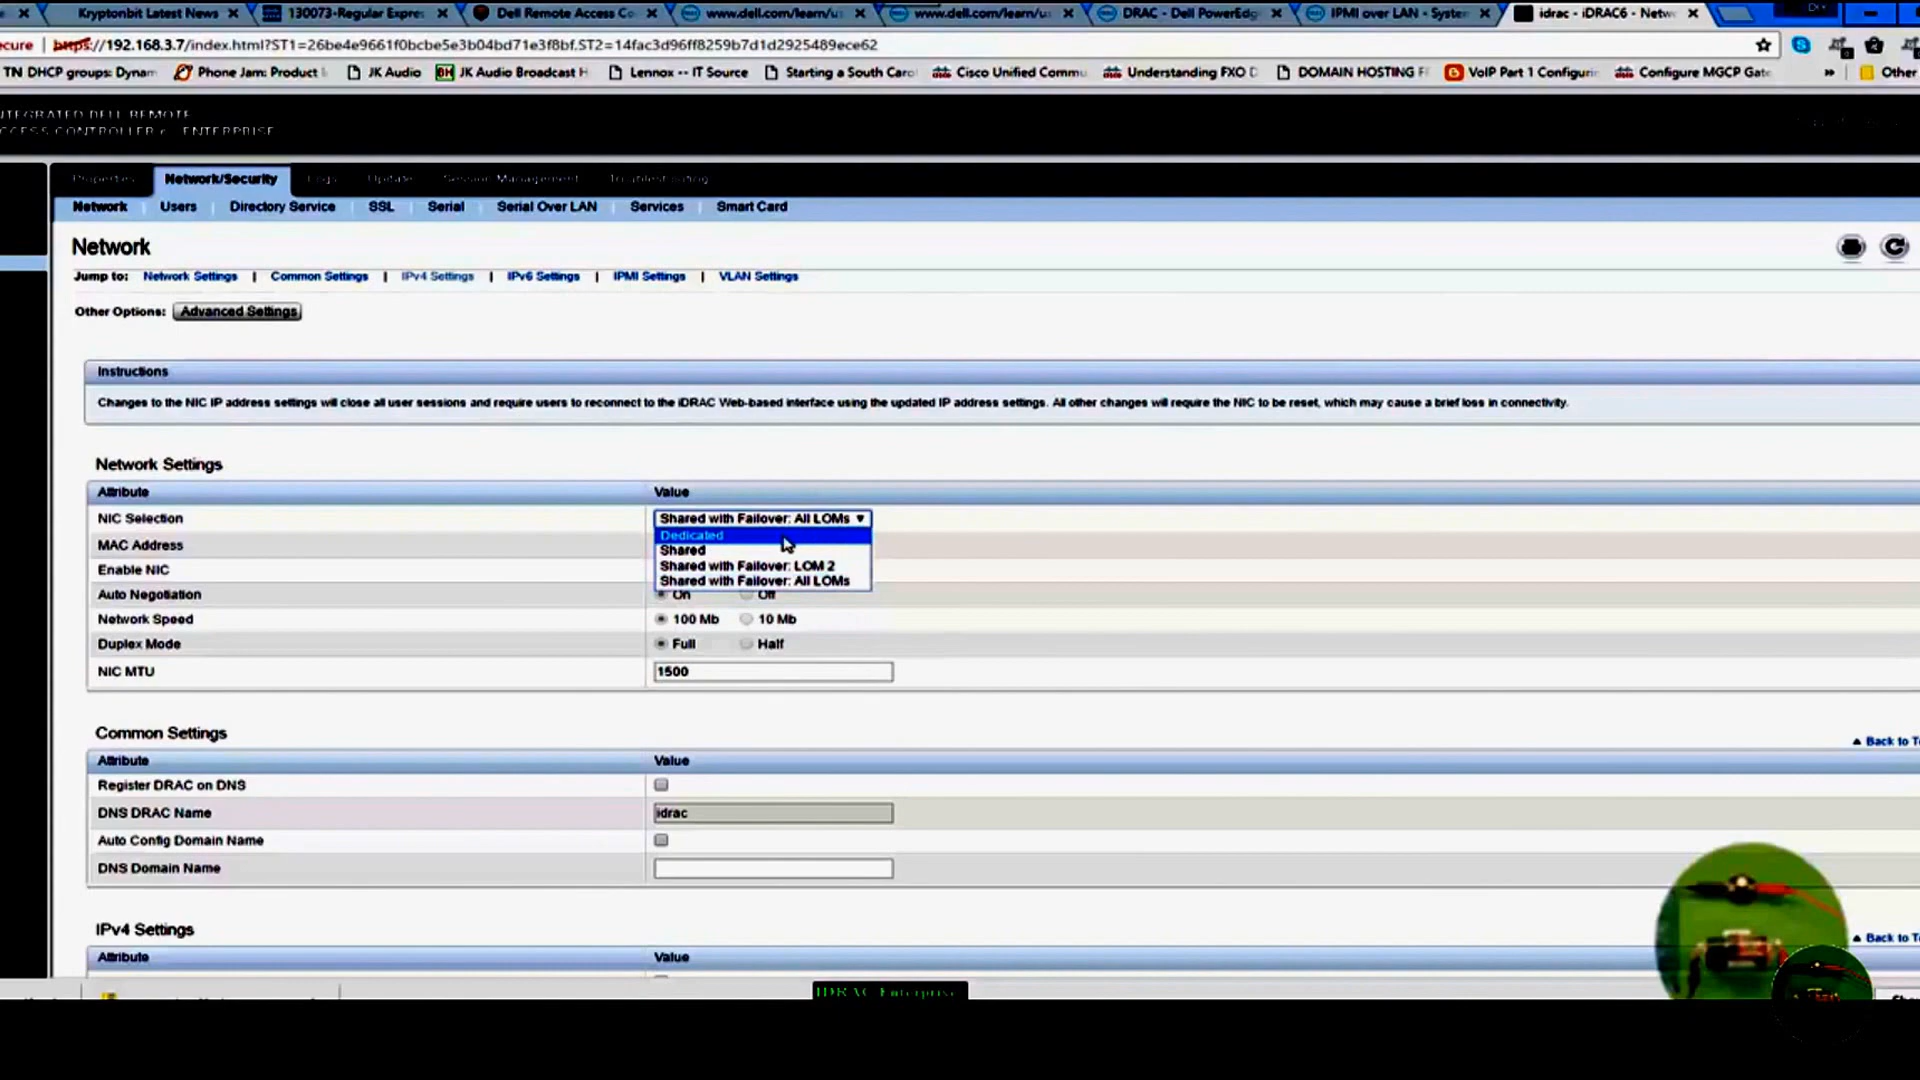 Kryptonbit Latest News
130073-Regular Expres
Dell Remote Access Co
www.dell.com/learn/u
www.dell.com/learn/u
DRAC - Dell PowerEdg
IPMI over LAN - System
idrac - iDRAC6 - Netw
ecure https://192.168.3.7/index.html?ST1=26be4e9661f0bcbe5e3b04bd71e3f8bf,ST2=14fac3d96ff8259b7d1d2925489ece62
TN DHCP groups: Dynam
Phone Jam: Product I
JK Audio
BH JK Audio Broadcast H
Lennox -- IT Source
Starting a South Carol
Cisco Unified Commu
Understanding FXO D
DOMAIN HOSTING F
VoIP Part 1 Configurin
Configure MGCP Gate
» Other
NTEGRATED DELL REMOTE
CCESS CONTROLLER 6 ENTERPRISE
Properties Network/Security Logs Update Session Management Troubleshooting
Network Users Directory Service SSL Serial Serial Over LAN Services Smart Card
Network
Jump to: Network Settings | Common Settings | IPv4 Settings | IPv6 Settings | IPMI Settings | VLAN Settings
Other Options: Advanced Settings
Instructions
Changes to the NIC IP address settings will close all user sessions and require users to reconnect to the iDRAC Web-based interface using the updated IP address settings. All other changes will require the NIC to be reset, which may cause a brief loss in connectivity.
Network Settings
Attribute Value
NIC Selection Shared with Failover: All LOMs
Dedicated
Shared
Shared with Failover: LOM 2
Shared with Failover: All LOMs
MAC Address
Enable NIC
Auto Negotiation On Off
Network Speed 100 Mb 10 Mb
Duplex Mode Full Half
NIC MTU 1500
Common Settings
Back to T
Attribute Value
Register DRAC on DNS
DNS DRAC Name idrac
Auto Config Domain Name
DNS Domain Name
IPv4 Settings
Back to T
Attribute Value
IDRAC Enterprise